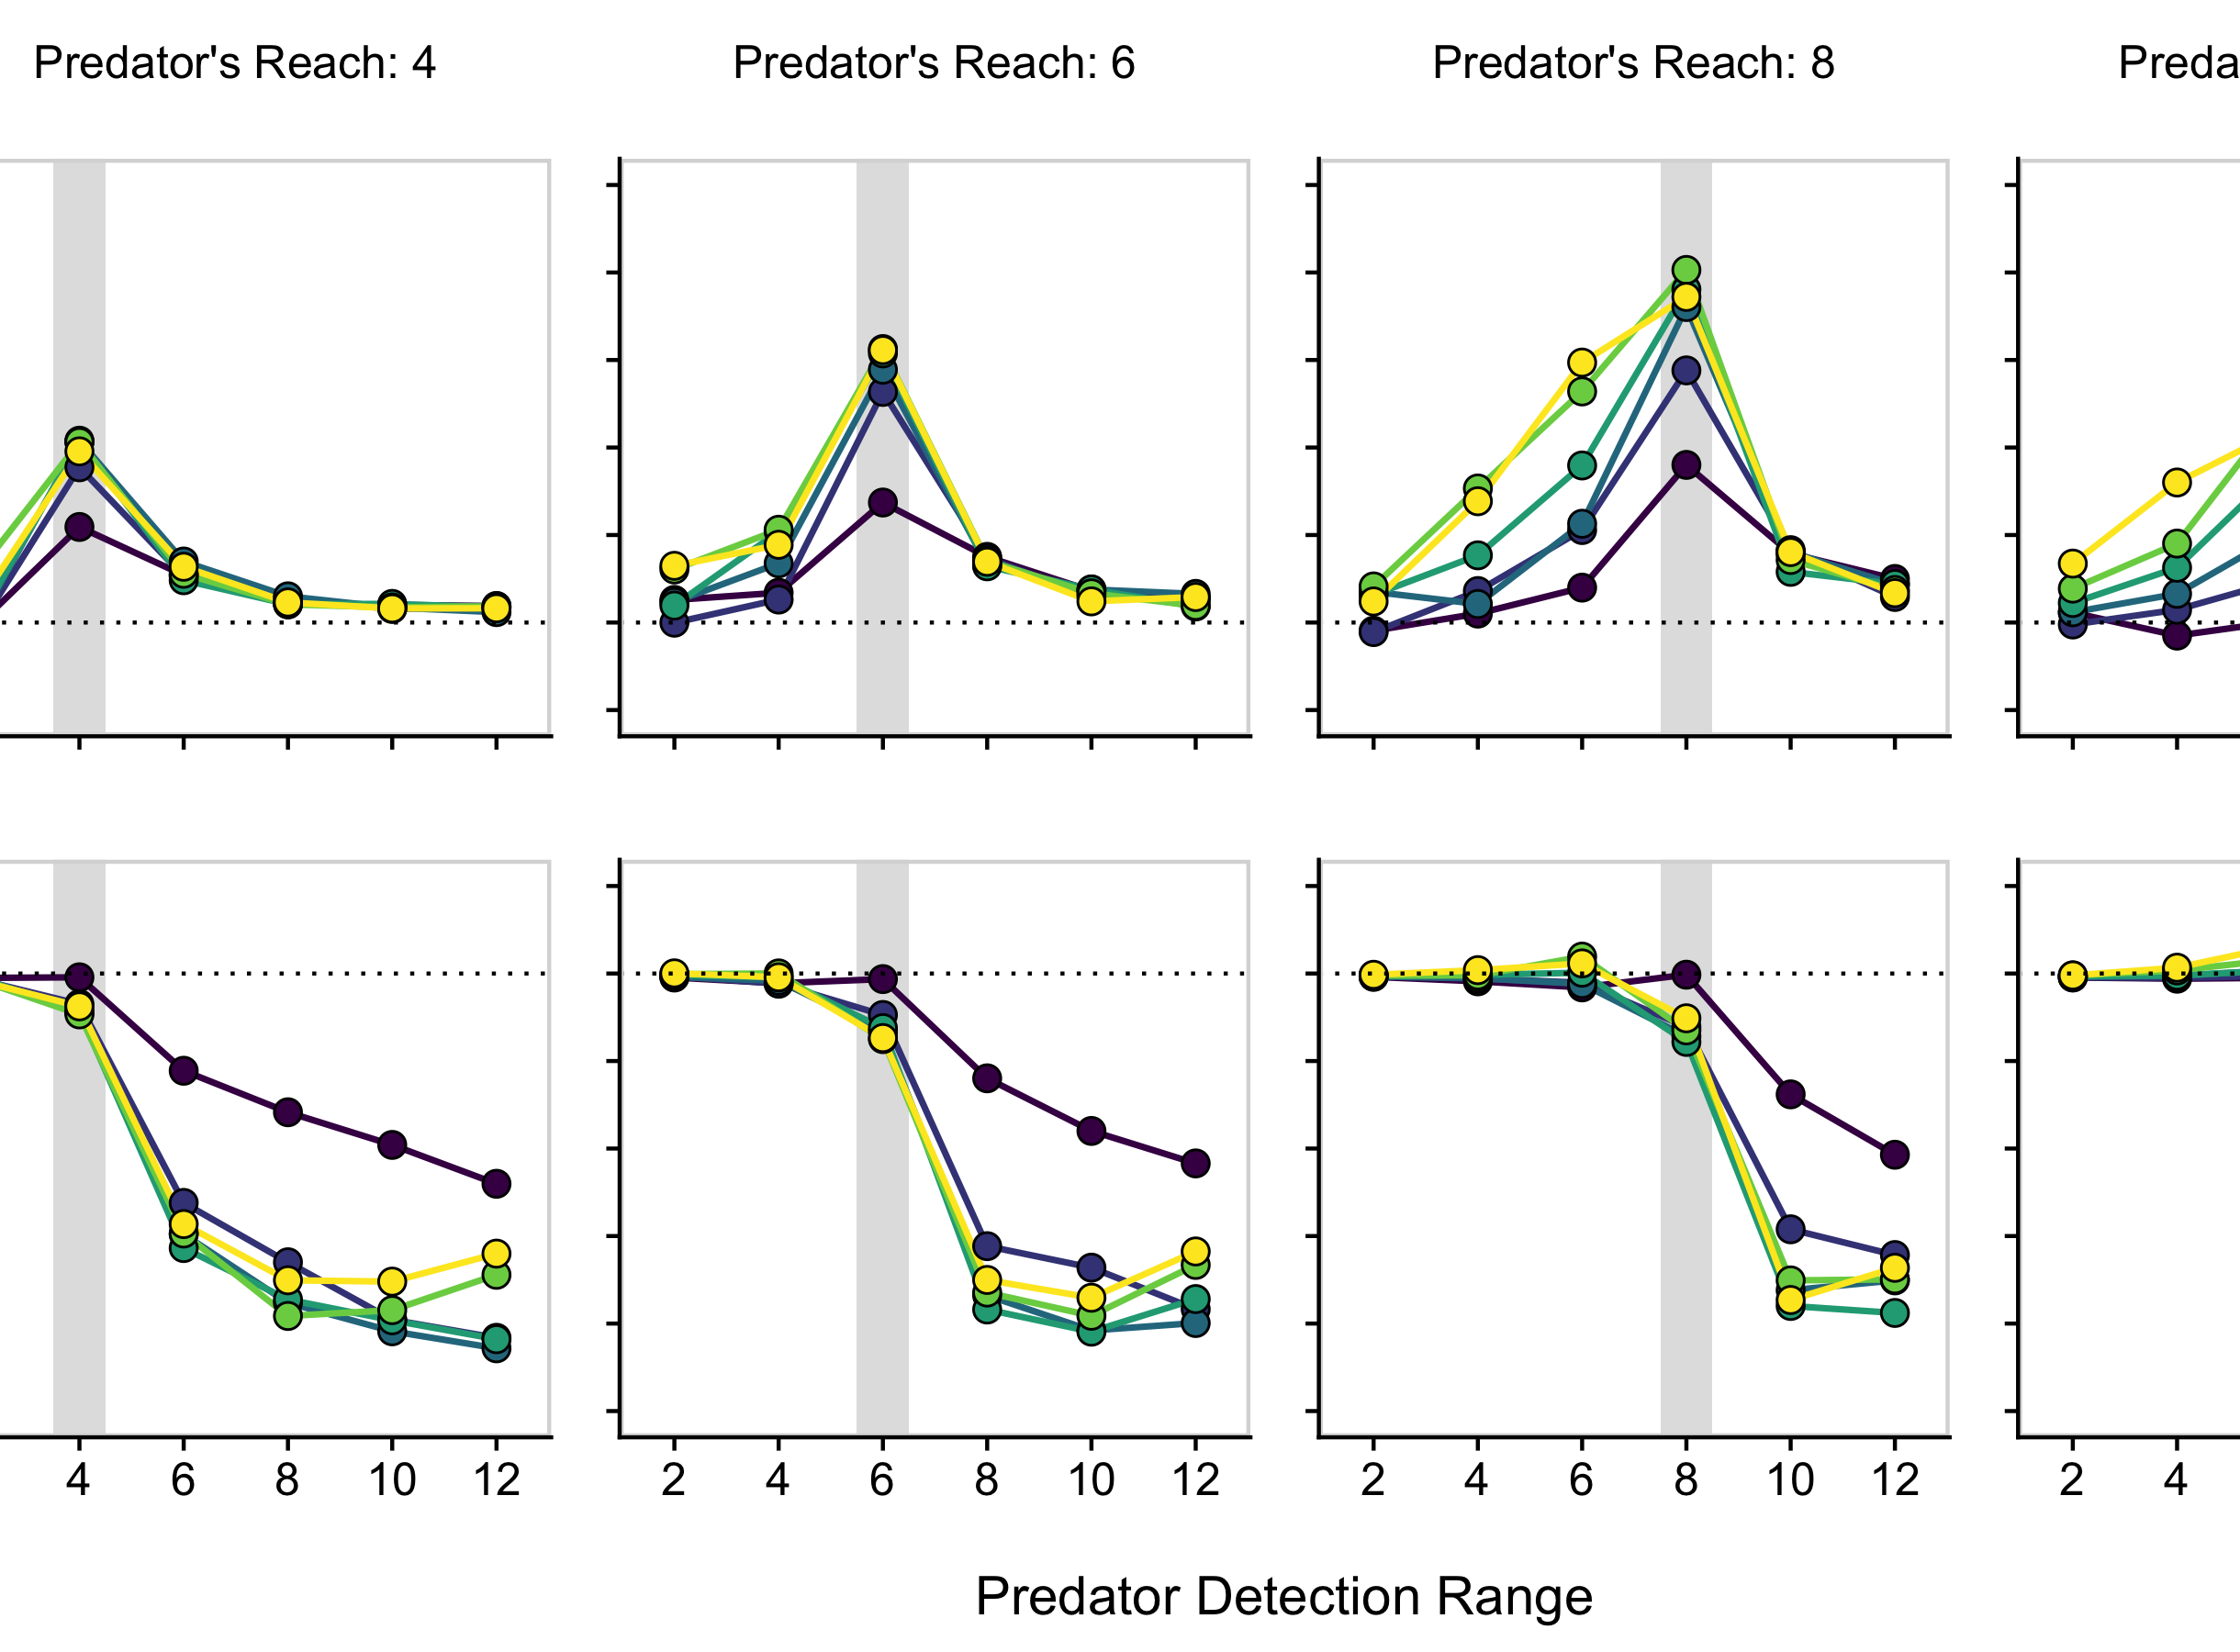 Predator's Reach: 4
Predator's Reach: 6
Predator's Reach: 8
4 6 8 10 12
2 4 6 8 10 12
2 4 6 8 10 12
2 4
Predator Detection Range